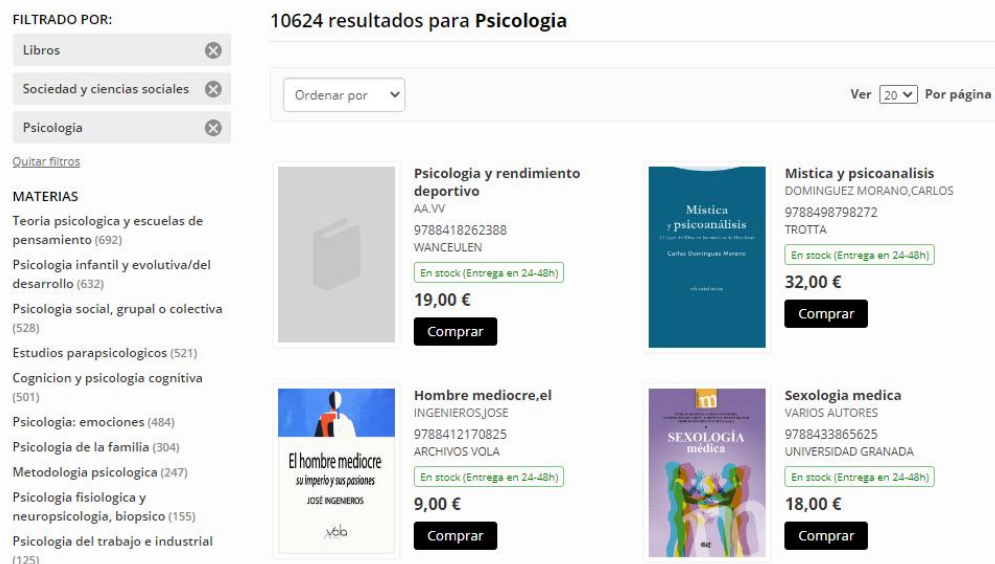 FILTRADO POR:
Libros
Sociedad y ciencias sociales
Psicologia
Quitar filtros
MATERIAS
Teoria psicologica y escuelas de
pensamiento (692)
Psicologia infantil y evolutiva/del
desarrollo (632)
Psicologia social, grupal o colectiva
(528)
Estudios parapsicologicos (521)
Cognicion y psicologia cognitiva
(501)
Psicologia: emociones (484)
Psicologia de la familia (304)
Metodologia psicologica (247)
Psicologia fisiologica y
neuropsicologia, biopsico (155)
Psicologia del trabajo e industrial
(125)
10624 resultados para Psicologia
Ordenar por
Ver 20 Por página
Psicologia y rendimiento
deportivo
AA.VV
9788418262388
WANCEULEN
En stock (Entrega en 24-48h)
19,00 €
Comprar
Mística
y psicoanálisis
Carlos Domínguez Morano
Mistica y psicoanalisis
DOMINGUEZ MORANO,CARLOS
9788498798272
TROTTA
En stock (Entrega en 24-48h)
32,00 €
Comprar
El hombre mediocre
su imperio y sus pasiones
JOSÉ INGENIEROS
vola
Hombre mediocre,el
INGENIEROS,JOSE
9788412170825
ARCHIVOS VOLA
En stock (Entrega en 24-48h)
9,00 €
Comprar
m
SEXOLOGÍA
médica
Sexologia medica
VARIOS AUTORES
9788433865625
UNIVERSIDAD GRANADA
En stock (Entrega en 24-48h)
18,00 €
Comprar